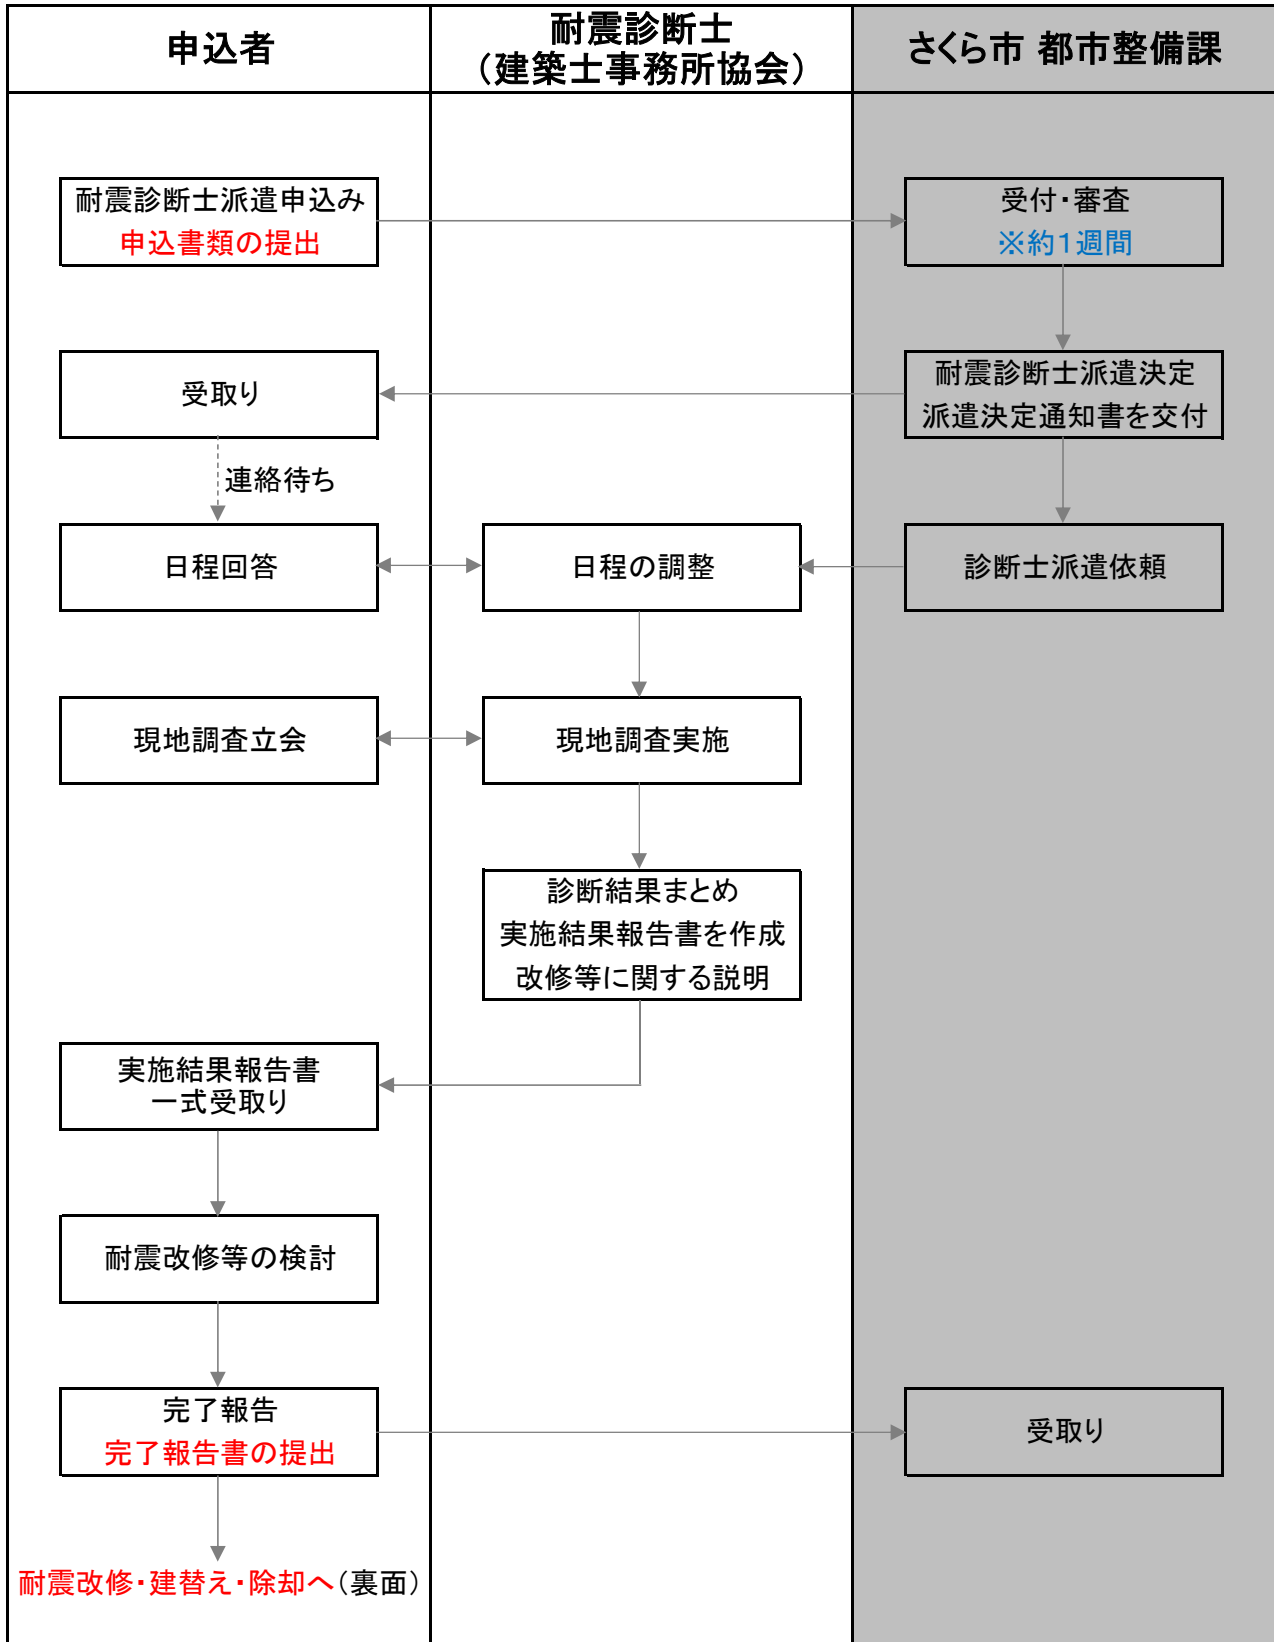 申込者
耐震診断士
（建築士事務所協会）
さくら市 都市整備課
耐震診断士派遣申込み
申込書類の提出
受付・審査
※約１週間
受取り
耐震診断士派遣決定
派遣決定通知書を交付
連絡待ち
日程回答
日程の調整
診断士派遣依頼
現地調査立会
現地調査実施
診断結果まとめ
実施結果報告書を作成
改修等に関する説明
実施結果報告書
一式受取り
耐震改修等の検討
完了報告
完了報告書の提出
受取り
耐震改修・建替え・除却へ（裏面）